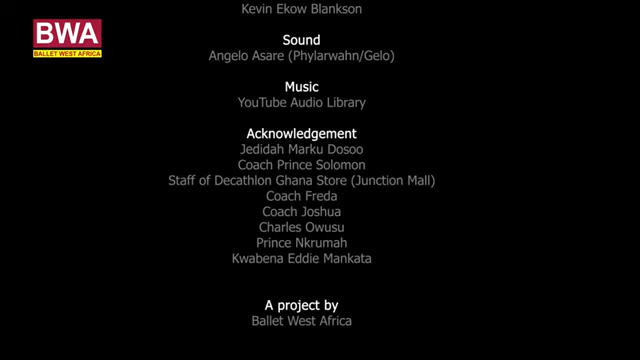 BWA
BALLET WEST AFRICA
Kevin Ekow Blankson
Sound
Angelo Asare (Phylarwahn/Gelo)
Music
YouTube Audio Library
Acknowledgement
Jedidah Marku Dosoo
Coach Prince Solomon
Staff of Decathlon Ghana Store (Junction Mall)
Coach Freda
Coach Joshua
Charles Owusu
Prince Nkrumah
Kwabena Eddie Mankata
A project by
Ballet West Africa